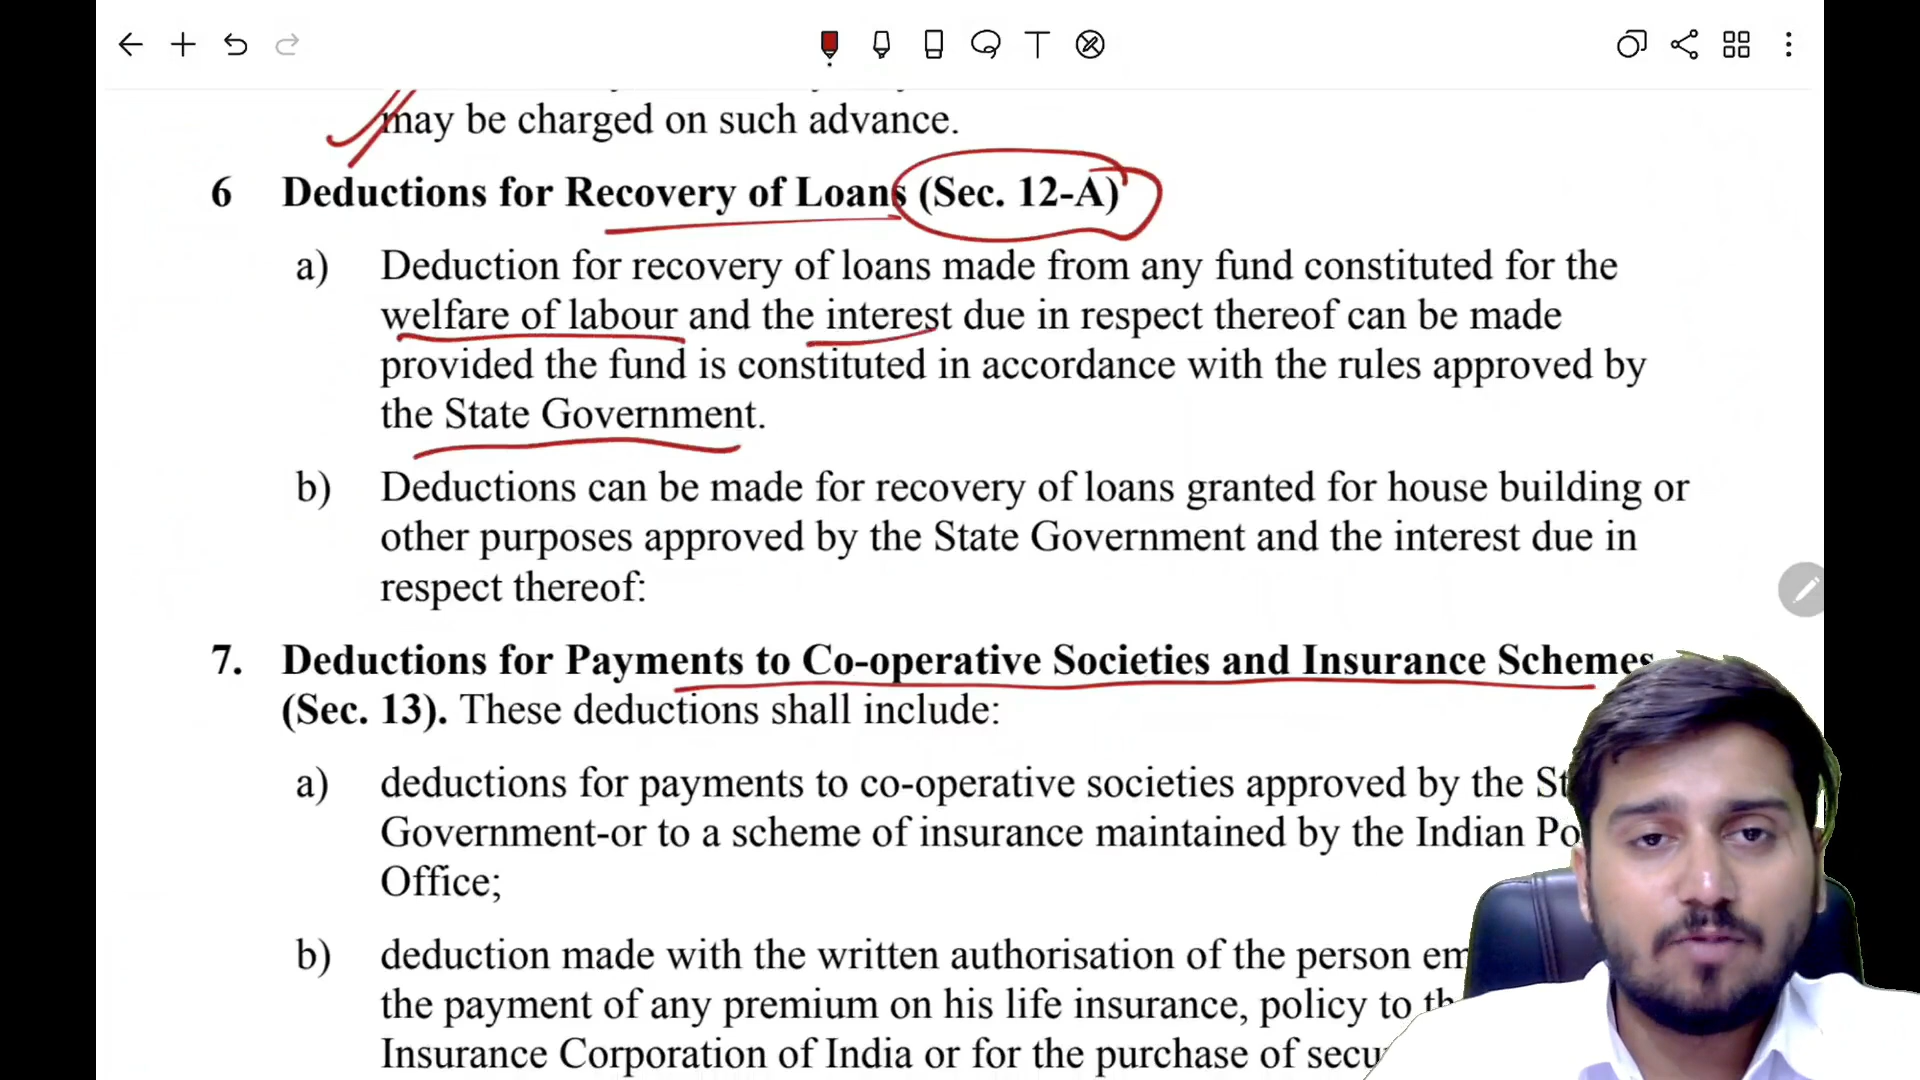 may be charged on such advance.
6 Deductions for Recovery of Loans (Sec. 12-A)
a) Deduction for recovery of loans made from any fund constituted for the
welfare of labour and the interest due in respect thereof can be made
provided the fund is constituted in accordance with the rules approved by
the State Government.
b) Deductions can be made for recovery of loans granted for house building or
other purposes approved by the State Government and the interest due in
respect thereof:
7. Deductions for Payments to Co-operative Societies and Insurance Schemes
(Sec. 13). These deductions shall include:
a) deductions for payments to co-operative societies approved by the
Government-or to a scheme of insurance maintained by the Indian
Office;
b) deduction made with the written authorisation of the person
the payment of any premium on his life insurance, policy to
Insurance Corporation of India or for the purchase of